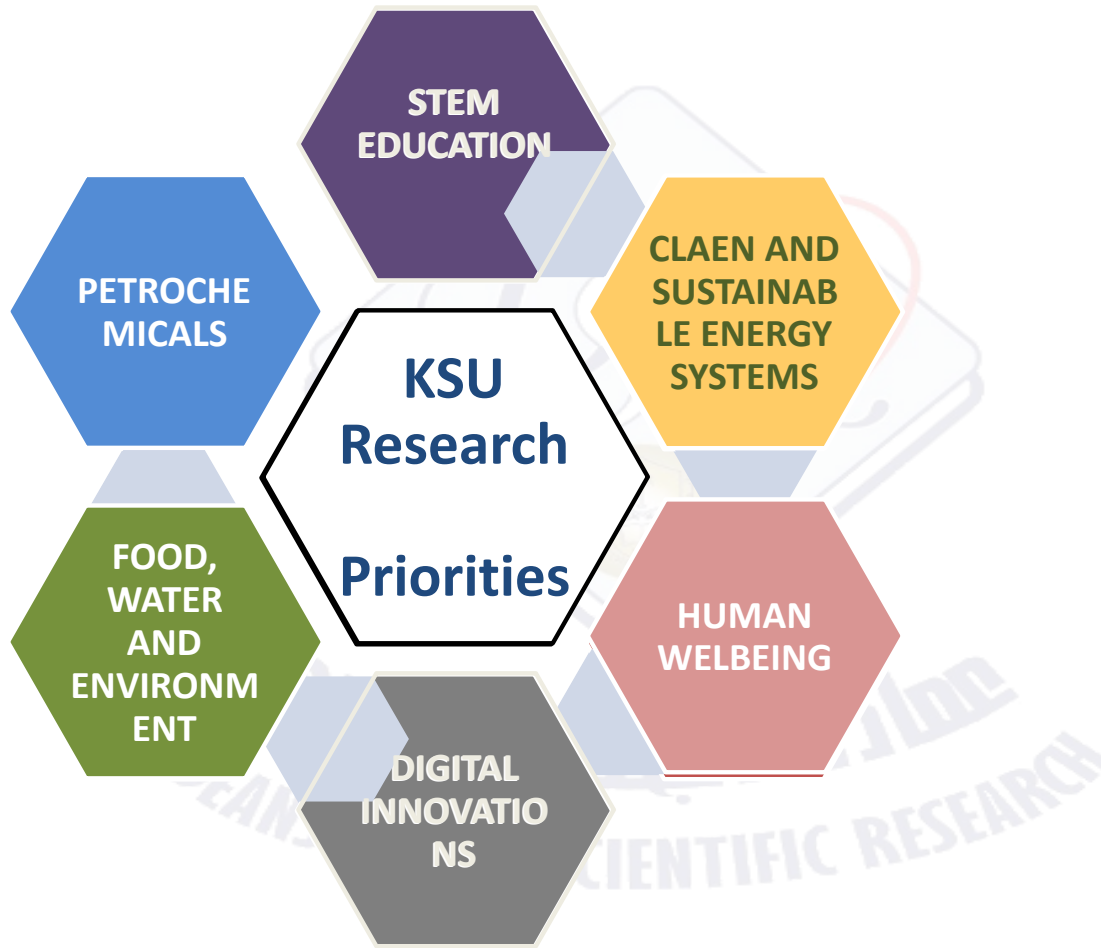 STEM
EDUCATION
CLAEN AND
SUSTAINAB
LE ENERGY
SYSTEMS
HUMAN
WELBEING
DIGITAL
INNOVATIO
NS
FOOD,
WATER
AND
ENVIRONM
ENT
PETROCHE
MICALS
KSU
Research
Priorities
SCIENTIFIC RESEARCH